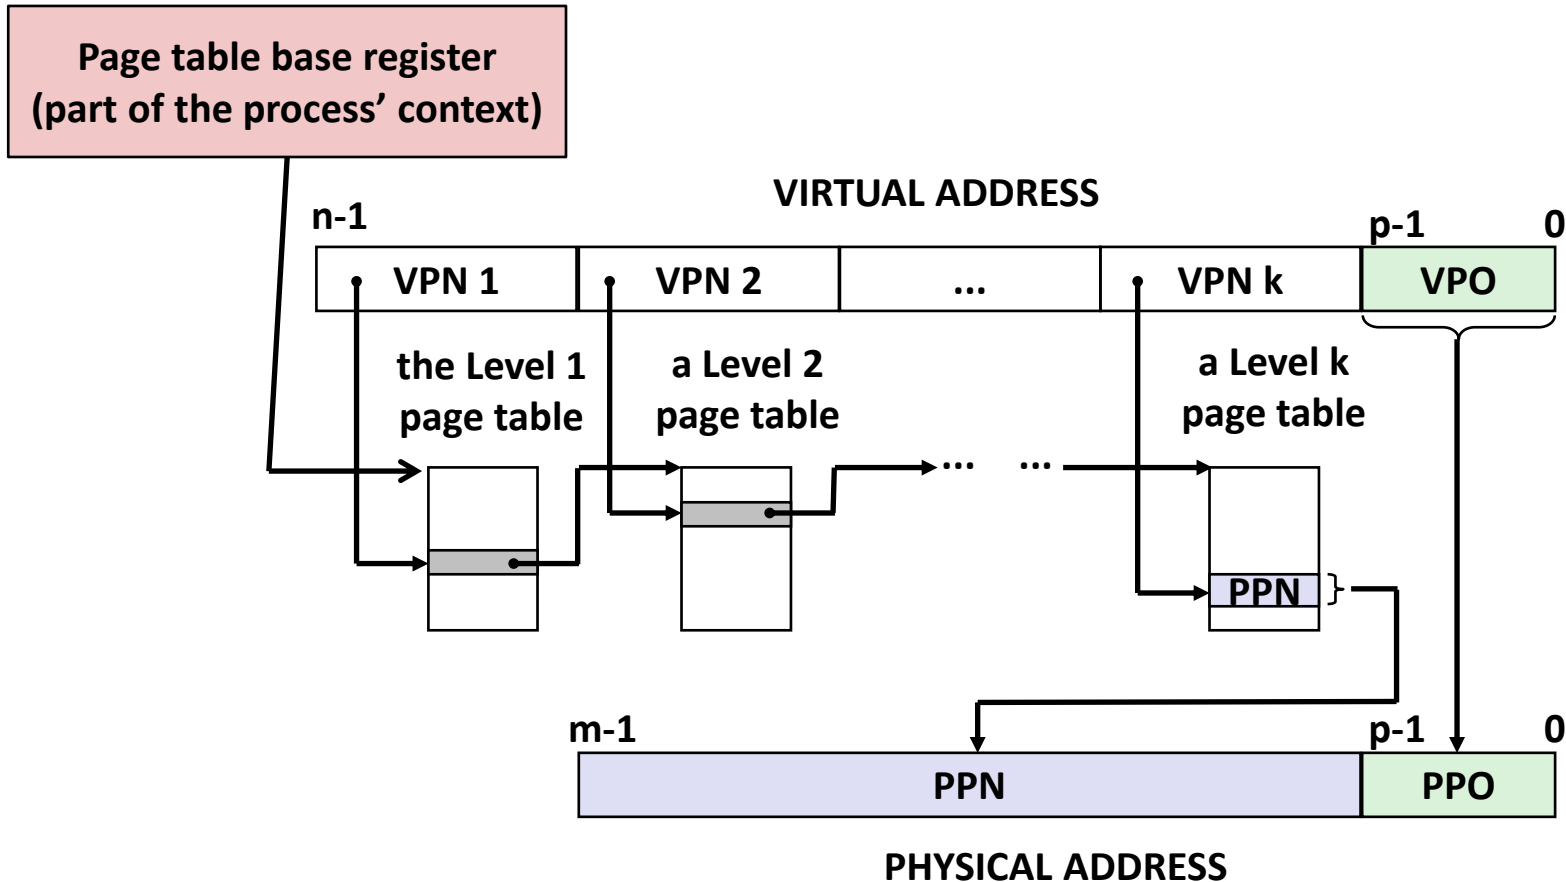 Page table base register
(part of the process’ context)
VIRTUAL ADDRESS
n-1
p-1
0
VPN 1
VPN 2
...
VPN k
VPO
the Level 1
page table
a Level 2
page table
a Level k
page table
...
...
PPN
m-1
p-1
0
PPN
PPO
PHYSICAL ADDRESS